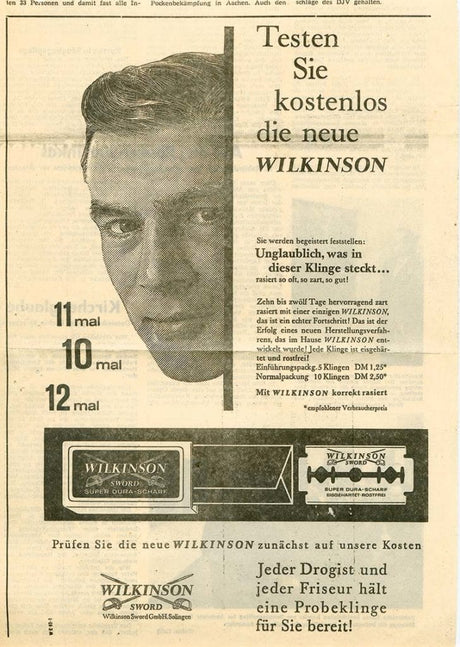 ten 33 Personen und damit fast alle In-
Pockenbekämpfung in Aachen. Auch den
schläge des DJV gehalten.
Testen
Sie
kostenlos
die neue
WILKINSON
Sie werden begeistert feststellen:
Unglaublich, was in
dieser Klinge steckt...
rasiert so oft, so zart, so gut!
Zehn bis zwölf Tage hervorragend zart
rasiert mit einer einzigen WILKINSON,
das ist ein echter Fortschritt! Das ist der
Erfolg eines neuen Herstellungsverfah-
rens, das im Hause WILKINSON ent-
wickelt wurde! Jede Klinge ist eisgehär-
tet und rostfrei!
Einführungspackg. 5 Klingen DM 1,25*
Normalpackung 10 Klingen DM 2,50*
Mit WILKINSON korrekt rasiert
*empfohlener Verbraucherpreis
11 mal
10 mal
12 mal
WILKINSON
SWORD
SUPER DURA-SCHARF
WILKINSON
SWORD
SUPER DURA-SCHARF
EISGEHÄRTET-ROSTFREI
Prüfen Sie die neue WILKINSON zunächst auf unsere Kosten
WILKINSON
SWORD
Wilkinson Sword GmbH. Solingen
Jeder Drogist und
jeder Friseur hält
eine Probeklinge
für Sie bereit!